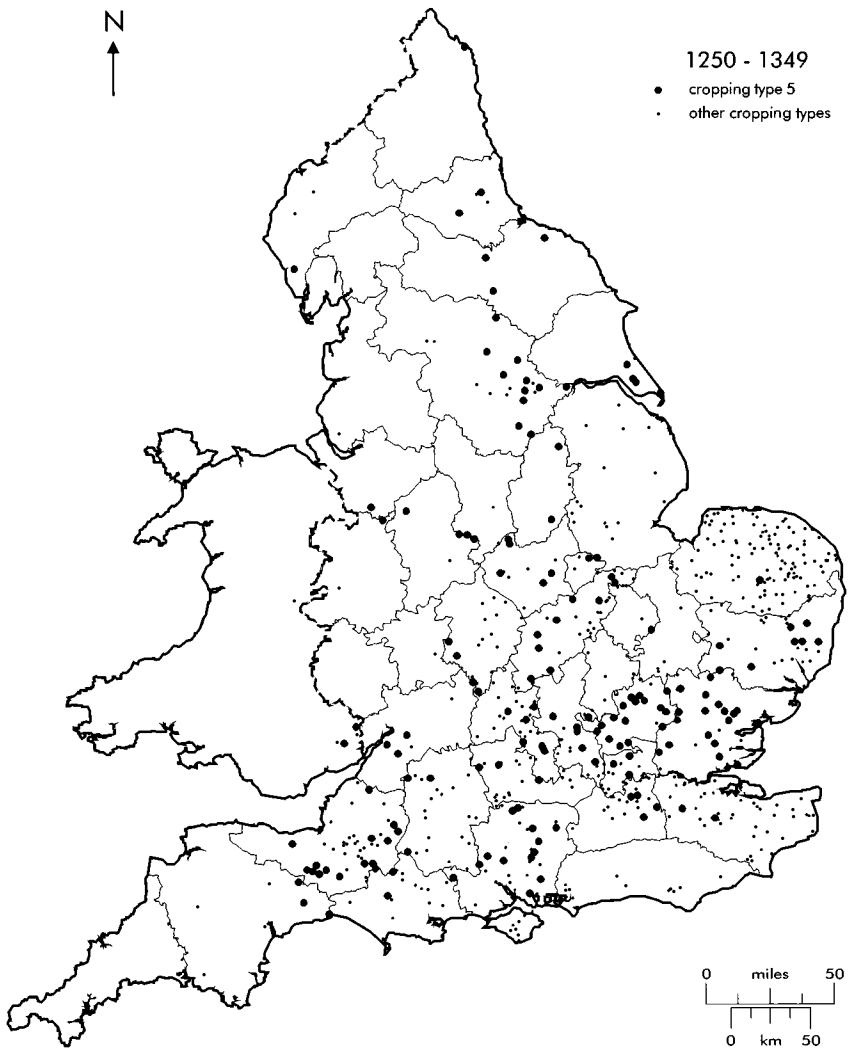 N
1250 - 1349
cropping type 5
other cropping types
0 miles 50
0 km 50